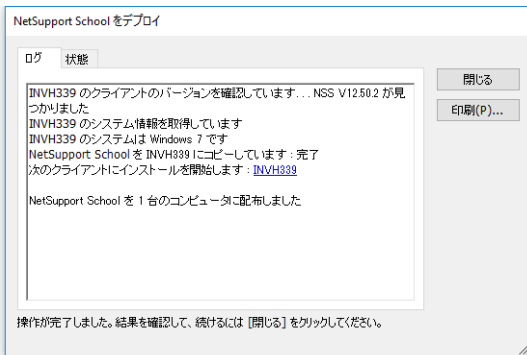 NetSupport School をデプロイ
ログ 状態
INVH339 のクライアントのバージョンを確認しています... NSS V12.50.2 が見
つかりました
INVH339 のシステム情報を取得しています
INVH339 のシステムは Windows 7 です
NetSupport School を INVH339 にコピーしています : 完了
次のクライアントにインストールを開始します : INVH339
NetSupport School を 1 台のコンピュータに配布しました
閉じる
印刷(P)...
操作が完了しました。結果を確認して、続けるには [閉じる] をクリックしてください。